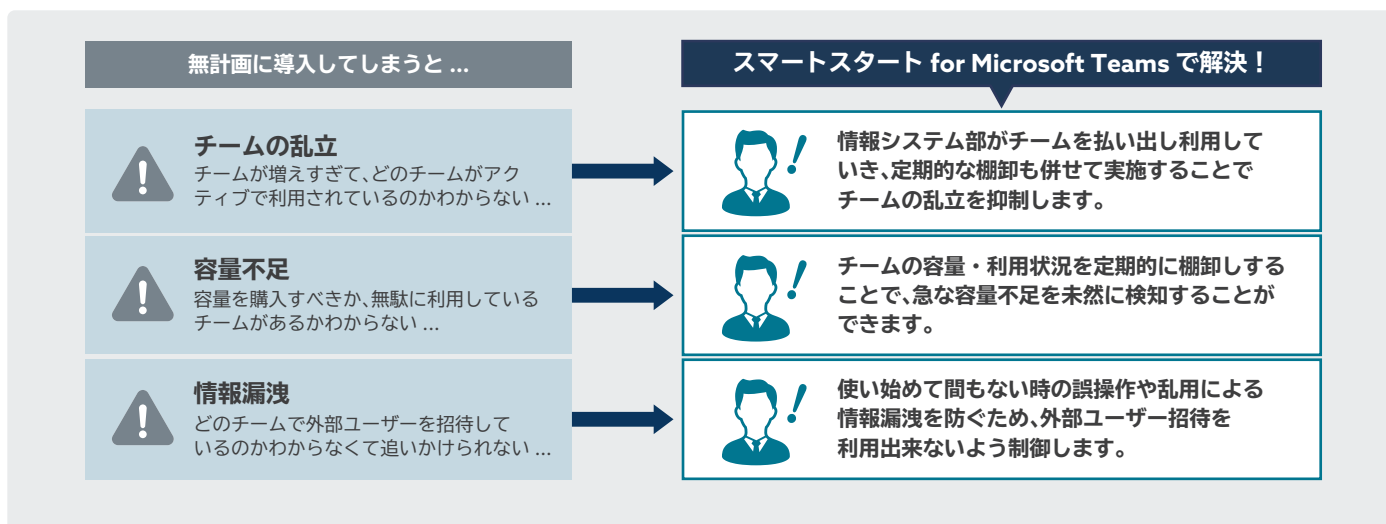 無計画に導入してしまうと ...
スマートスタート for Microsoft Teams で解決！
チームの乱立
チームが増えすぎて、どのチームがアク
ティブで利用されているのかわからない ...
情報システム部がチームを払い出し利用して
いき、定期的な棚卸も併せて実施することで
チームの乱立を抑制します。
容量不足
容量を購入すべきか、無駄に利用している
チームがあるかわからない ...
チームの容量・利用状況を定期的に棚卸しする
ことで、急な容量不足を未然に検知することが
できます。
情報漏洩
どのチームで外部ユーザーを招待して
いるのかわからなくて追いかけられない ...
使い始めて間もない時の誤操作や乱用による
情報漏洩を防ぐため、外部ユーザー招待を
利用出来ないよう制御します。